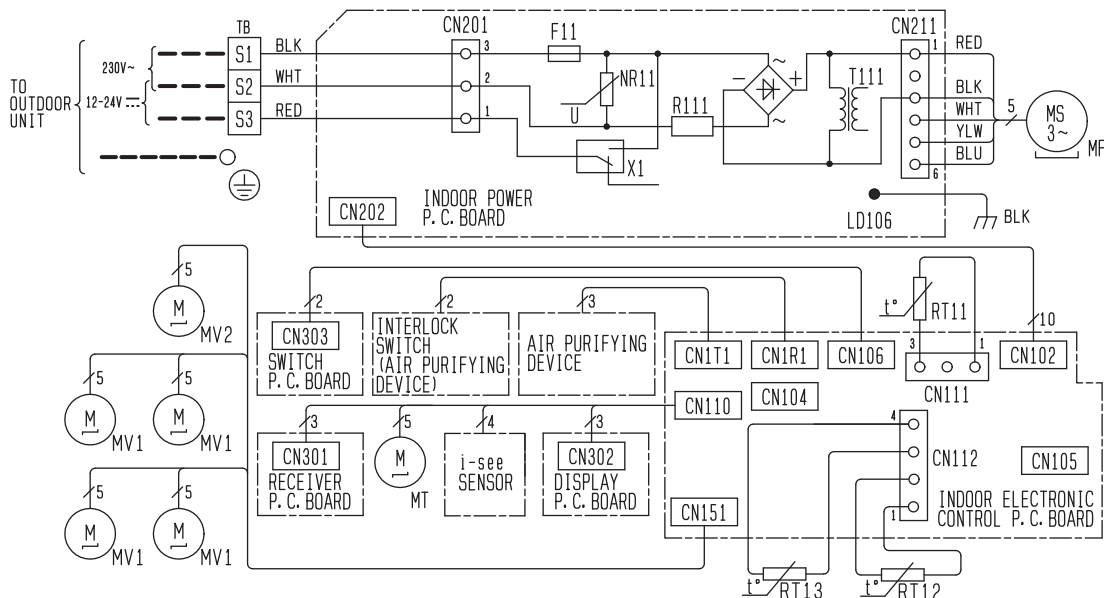 TO
OUTDOOR
UNIT
230V~
12-24V
TB
S1
S2
S3
BLK
WHT
RED
CN201
3
2
1
F11
NR11
U
R111
X1
~
−
+
~
T111
CN211
1
6
RED
BLK
WHT
YLW
BLU
5
MS
3~
MF
LD106
BLK
INDOOR POWER
P.C.BOARD
CN202
5
M
MV2
5
M
MV1
5
M
MV1
5
M
MV1
5
M
MV1
2
CN303
SWITCH
P.C.BOARD
2
INTERLOCK
SWITCH
(AIR PURIFYING
DEVICE)
3
AIR PURIFYING
DEVICE
3
CN301
RECEIVER
P.C.BOARD
5
M
MT
4
i-see
SENSOR
3
CN302
DISPLAY
P.C.BOARD
CN1T1
CN1R1
CN106
CN110
CN104
CN151
t°
RT11
3
1
CN111
10
CN102
4
1
CN112
CN105
INDOOR ELECTRONIC
CONTROL P.C.BOARD
t°
RT13
t°
RT12